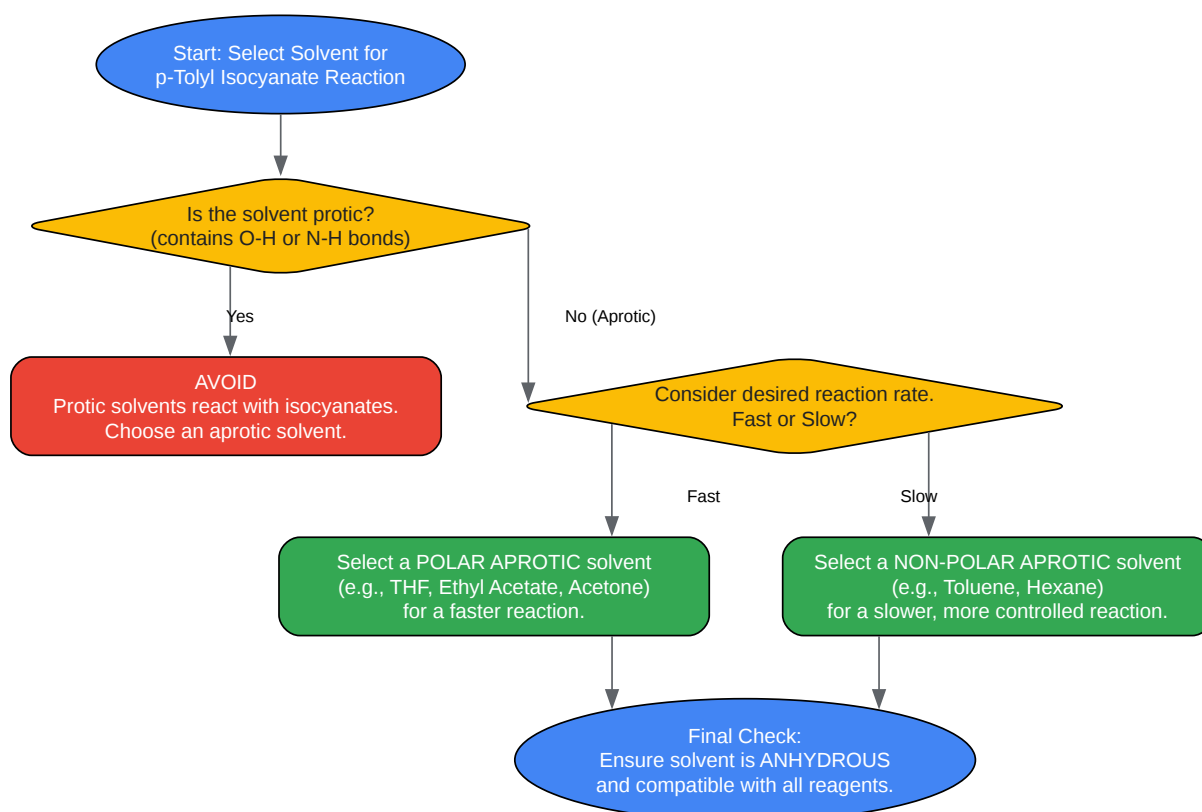 Start: Select Solvent for
p-Tolyl Isocyanate Reaction
Is the solvent protic?
(contains O-H or N-H bonds)
Yes
No (Aprotic)
AVOID
Protic solvents react with isocyanates.
Choose an aprotic solvent.
Consider desired reaction rate.
Fast or Slow?
Fast
Slow
Select a POLAR APROTIC solvent
(e.g., THF, Ethyl Acetate, Acetone)
for a faster reaction.
Select a NON-POLAR APROTIC solvent
(e.g., Toluene, Hexane)
for a slower, more controlled reaction.
Final Check:
Ensure solvent is ANHYDROUS
and compatible with all reagents.